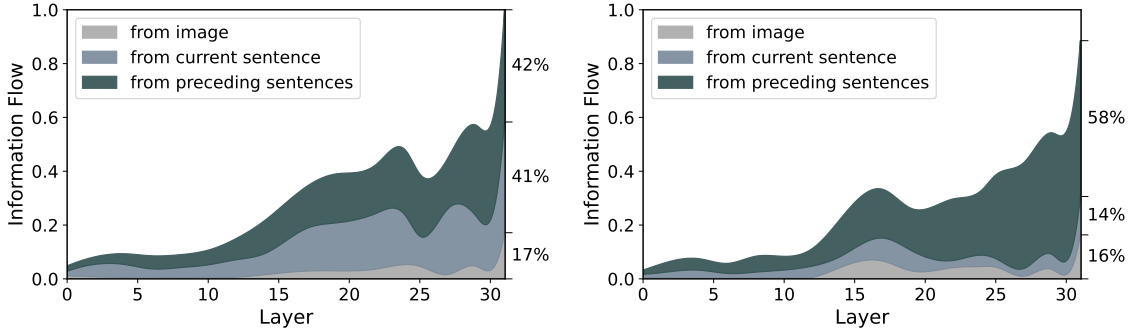 Information Flow
1.0
0.8
0.6
0.4
0.2
0.0
from image
from current sentence
from preceding sentences
42%
41%
17%
0 5 10 15 20 25 30
Layer
Information Flow
1.0
0.8
0.6
0.4
0.2
0.0
from image
from current sentence
from preceding sentences
58%
14%
16%
0 5 10 15 20 25 30
Layer